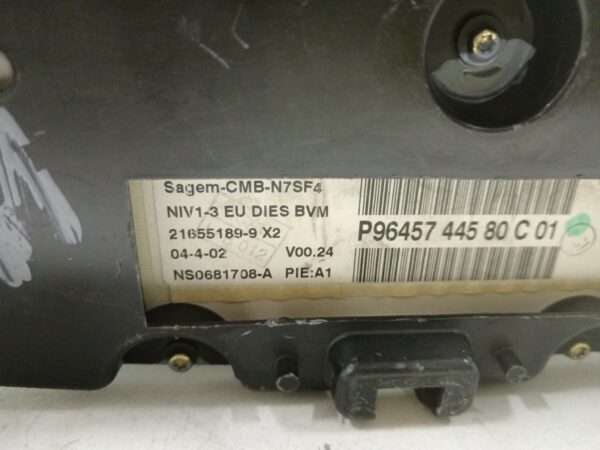 Sagem-CMB-N7SF4
NIV1-3 EU DIES BVM
21655189-9 X2
04-4-02 V00.24
NS0681708-A PIE:A1
P96457 445 80 C 01